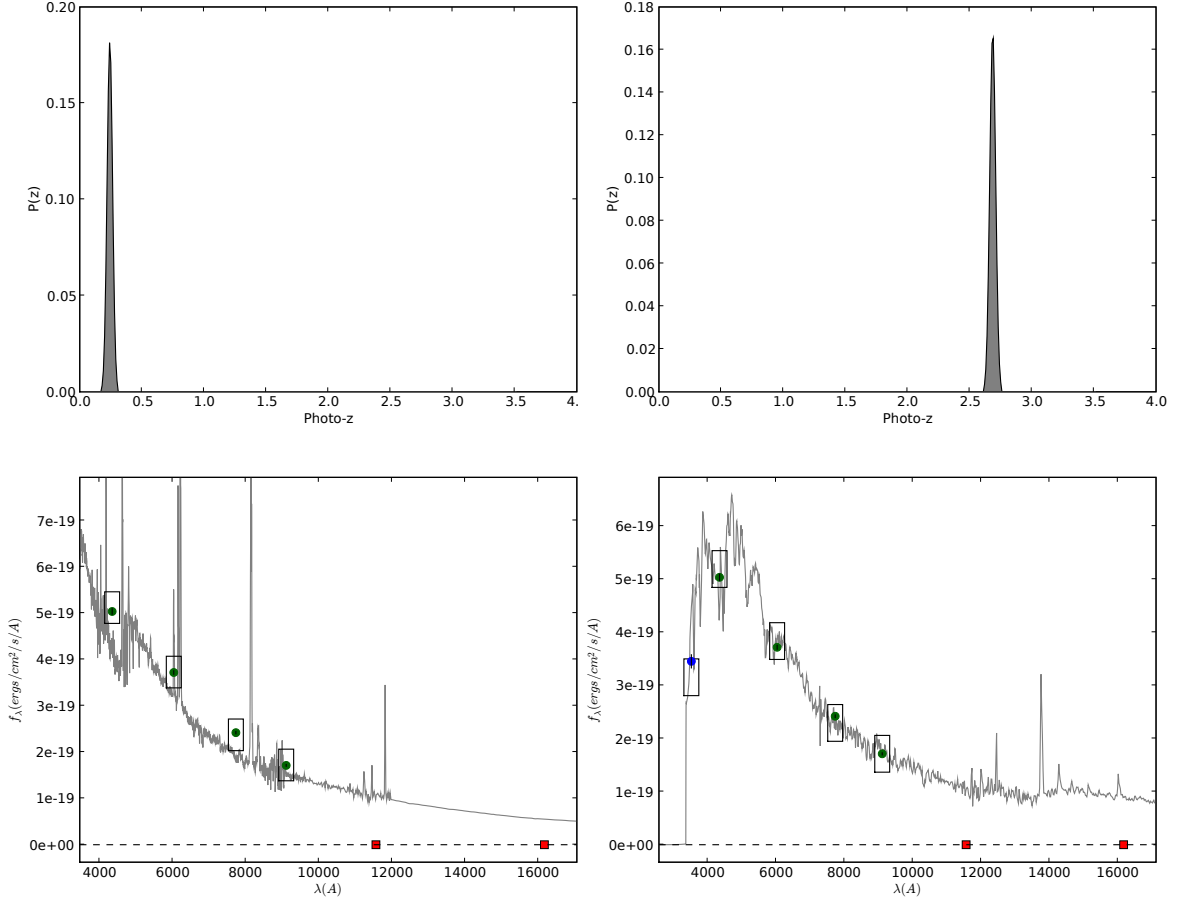 0.20
0.15
0.10
0.05
0.00
P(z)
0.0 0.5 1.0 1.5 2.0 2.5 3.0 3.5 4.
Photo-z
0.18
0.16
0.14
0.12
0.10
0.08
0.06
0.04
0.02
0.00
P(z)
0.0 0.5 1.0 1.5 2.0 2.5 3.0 3.5 4.0
Photo-z
7e-19
6e-19
5e-19
4e-19
3e-19
2e-19
1e-19
0e+00
f_λ(ergs/cm²/s/A)
4000 6000 8000 10000 12000 14000 16000
λ(A)
6e-19
5e-19
4e-19
3e-19
2e-19
1e-19
0e+00
f_λ(ergs/cm²/s/A)
4000 6000 8000 10000 12000 14000 16000
λ(A)